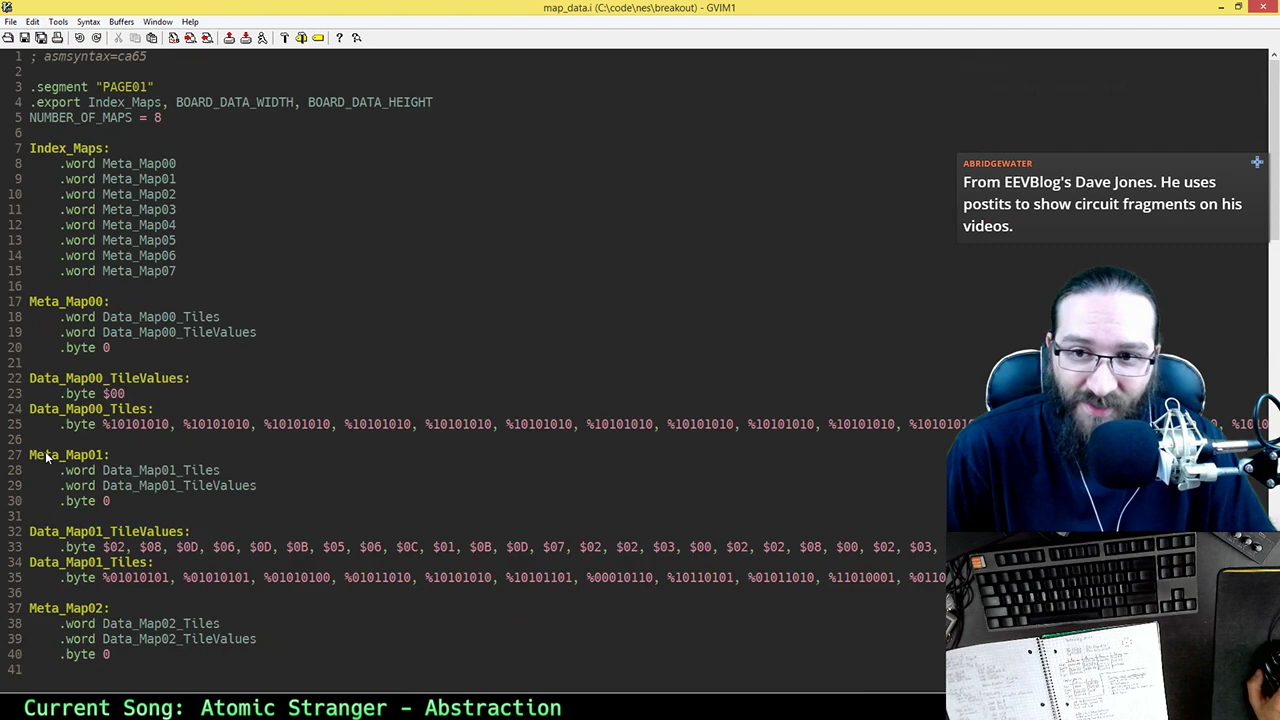 map_data.i (C:\code\nes\breakout) - GVIM1
File Edit Tools Syntax Buffers Window Help
1 ; asmsyntax=ca65
2
3 .segment "PAGE01"
4 .export Index_Maps, BOARD_DATA_WIDTH, BOARD_DATA_HEIGHT
5 NUMBER_OF_MAPS = 8
6
7 Index_Maps:
8 .word Meta_Map00
9 .word Meta_Map01
10 .word Meta_Map02
11 .word Meta_Map03
12 .word Meta_Map04
13 .word Meta_Map05
14 .word Meta_Map06
15 .word Meta_Map07
16
17 Meta_Map00:
18 .word Data_Map00_Tiles
19 .word Data_Map00_TileValues
20 .byte 0
21
22 Data_Map00_TileValues:
23 .byte $00
24 Data_Map00_Tiles:
25 .byte %10101010, %10101010, %10101010, %10101010, %10101010, %10101010, %10101010, %10101010, %10101010, %10101010, %1010
26
27 Meta_Map01:
28 .word Data_Map01_Tiles
29 .word Data_Map01_TileValues
30 .byte 0
31
32 Data_Map01_TileValues:
33 .byte $02, $08, $0D, $06, $0D, $0B, $05, $06, $0C, $01, $0B, $0D, $07, $02, $02, $03, $00, $02, $02, $08, $00, $02, $03,
34 Data_Map01_Tiles:
35 .byte %01010101, %01010101, %01010100, %01011010, %10101010, %10101101, %00010110, %10110101, %01011010, %11010001, %0110
36
37 Meta_Map02:
38 .word Data_Map02_Tiles
39 .word Data_Map02_TileValues
40 .byte 0
41
ABRIDGEWATER
From EEVBlog's Dave Jones. He uses
postits to show circuit fragments on his
videos.
Current Song: Atomic Stranger - Abstraction